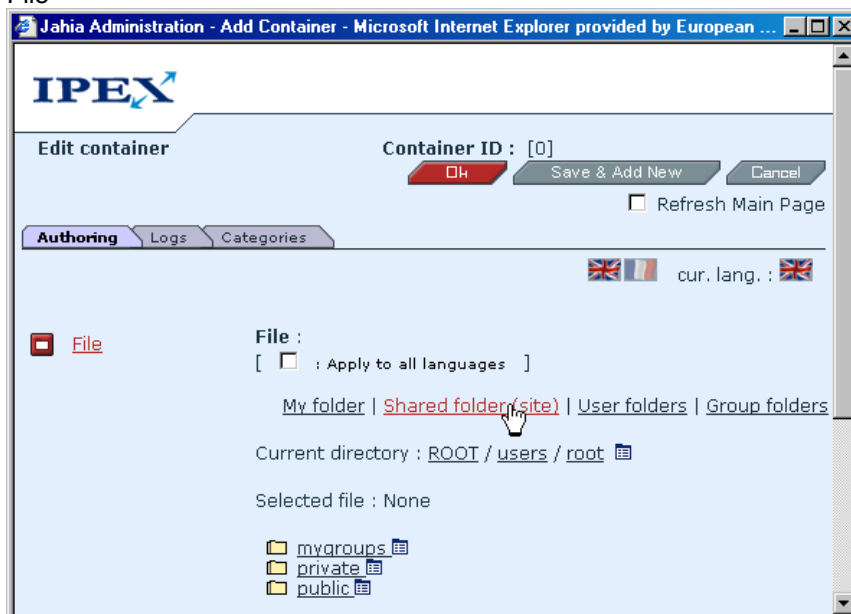 File
Jahia Administration - Add Container - Microsoft Internet Explorer provided by European ...
IPEX
Edit container
Container ID : [0]
Ok Save & Add New Cancel
Refresh Main Page
Authoring Logs Categories
cur. lang. :
File
File :
[ : Apply to all languages ]
My folder | Shared folder (site) | User folders | Group folders
Current directory : ROOT / users / root
Selected file : None
mygroups
private
public